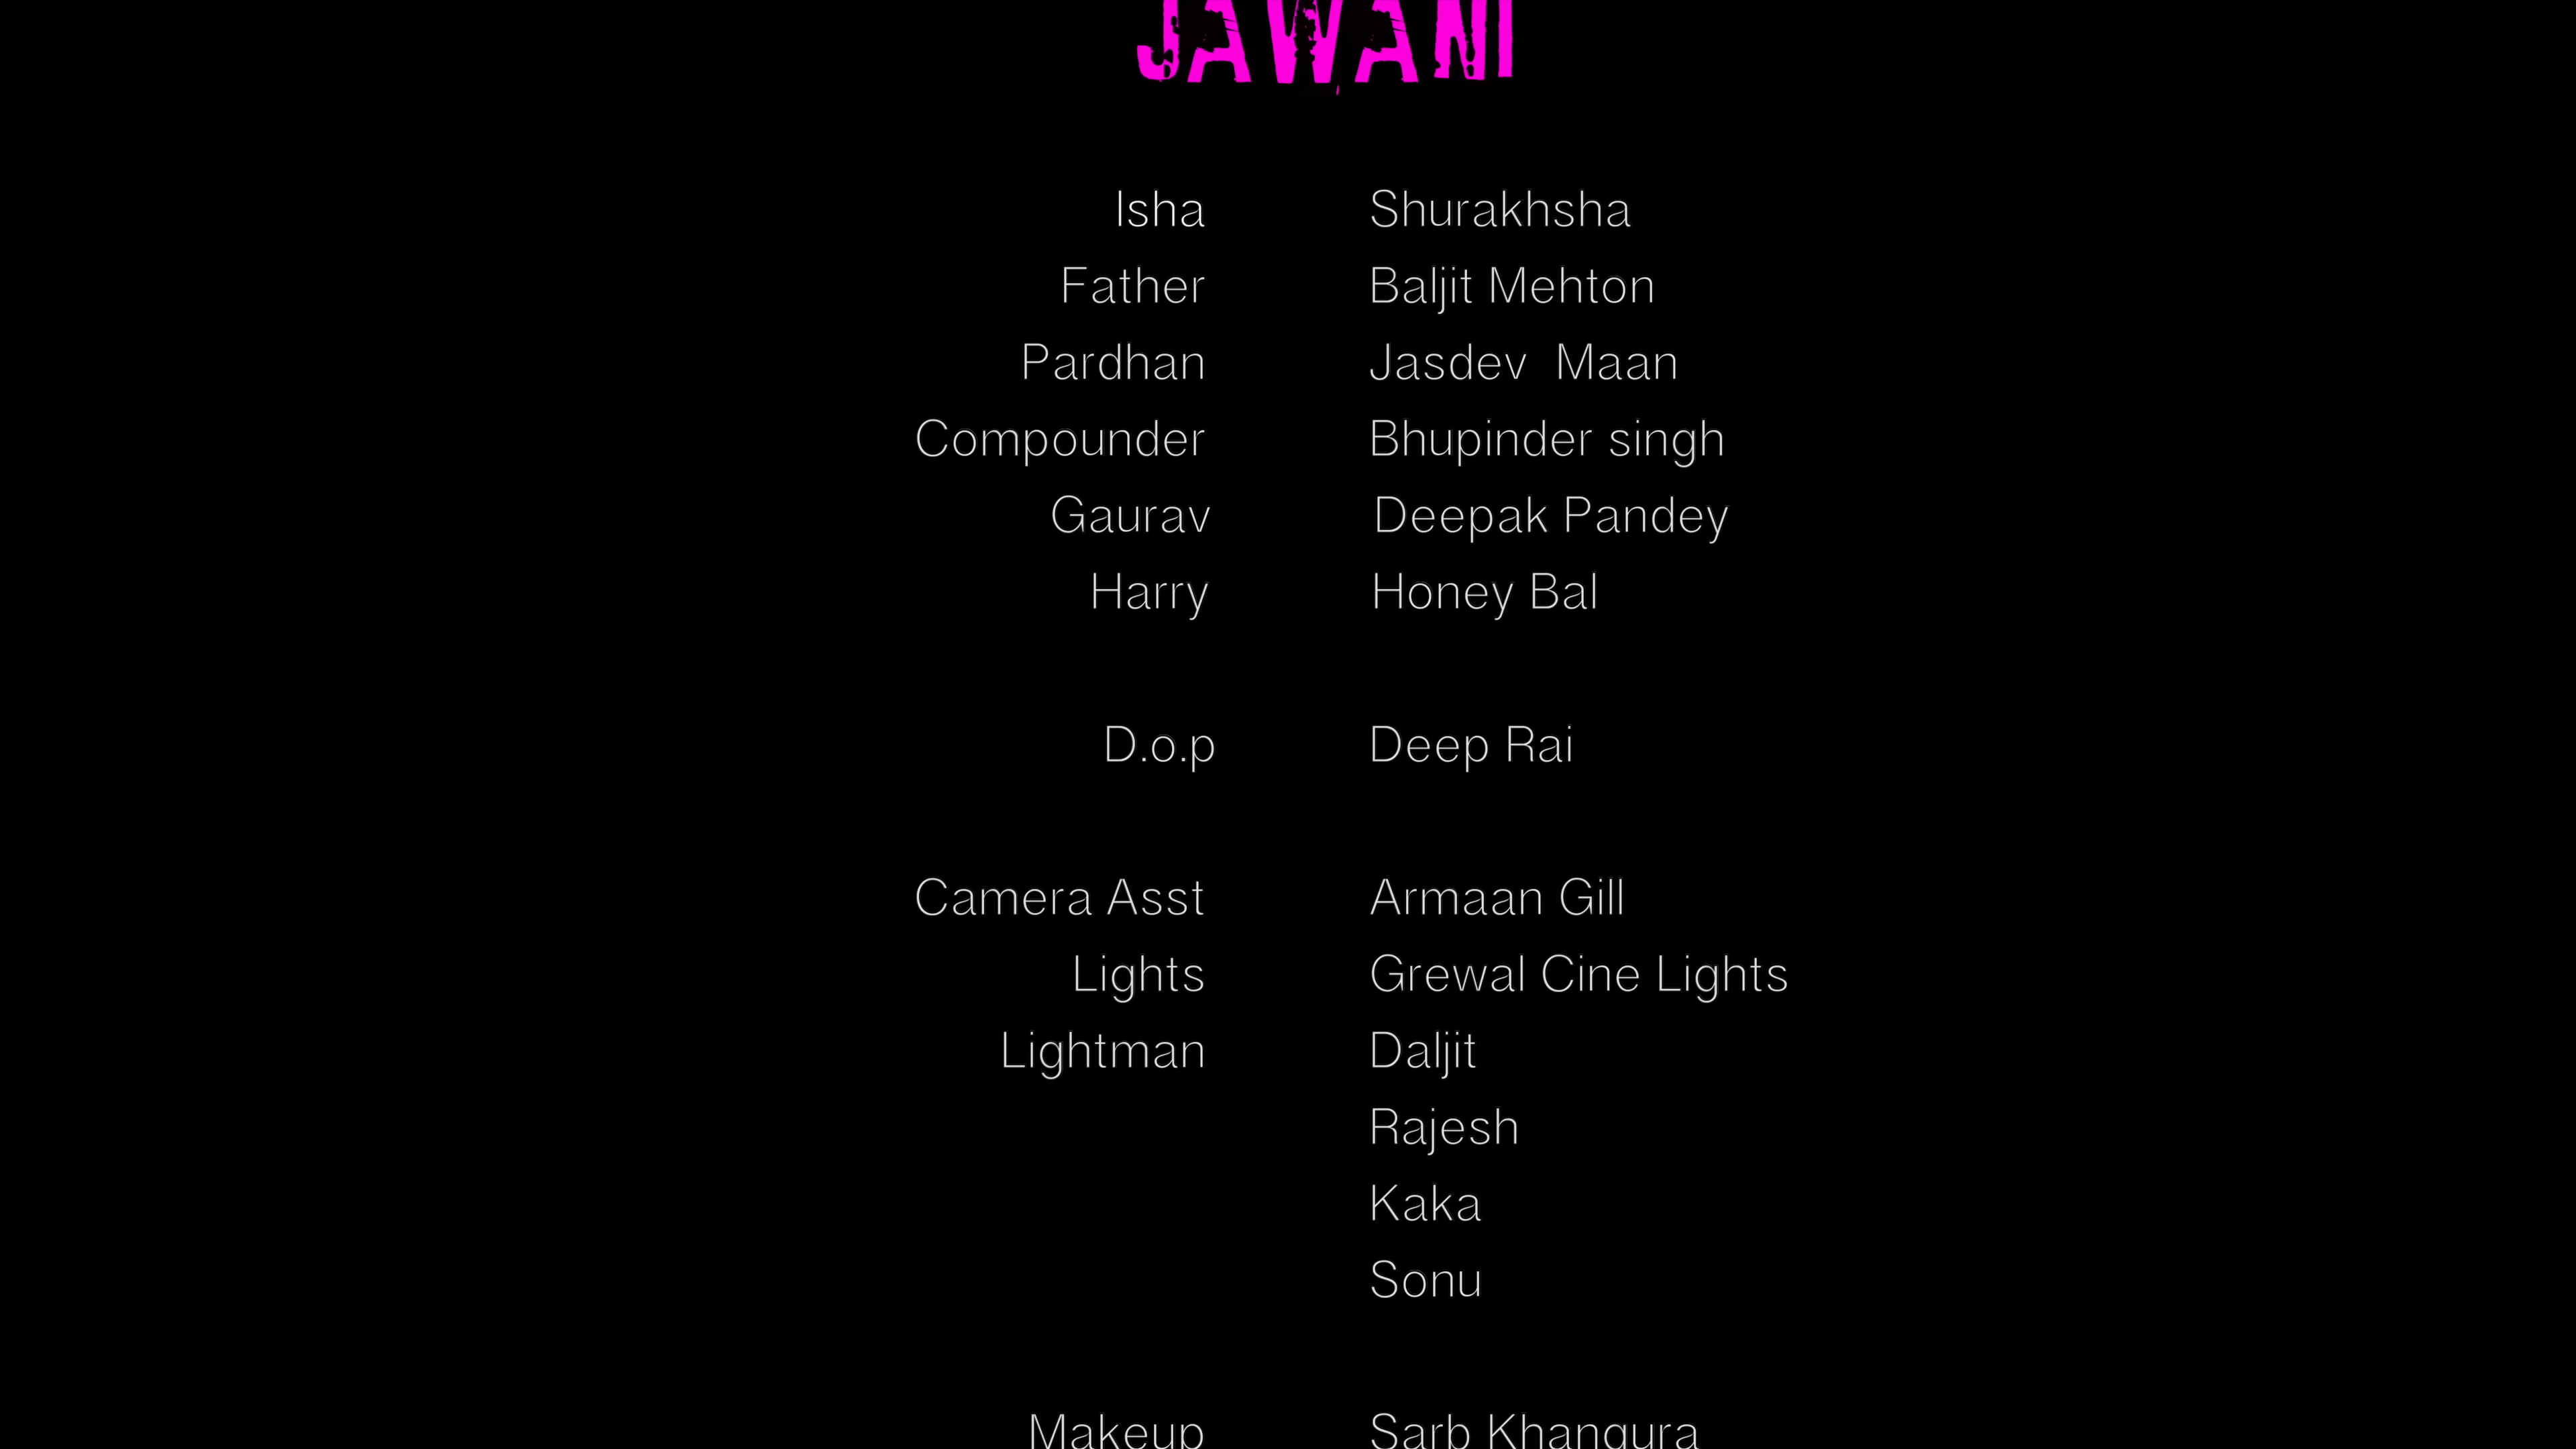 JAWANI
Isha Shurakhsha
Father Baljit Mehton
Pardhan Jasdev  Maan
Compounder Bhupinder singh
Gaurav Deepak Pandey
Harry Honey Bal
D.o.p Deep Rai
Camera Asst Armaan Gill
Lights Grewal Cine Lights
Lightman Daljit
Rajesh
Kaka
Sonu
Makeup Sarb Khangura